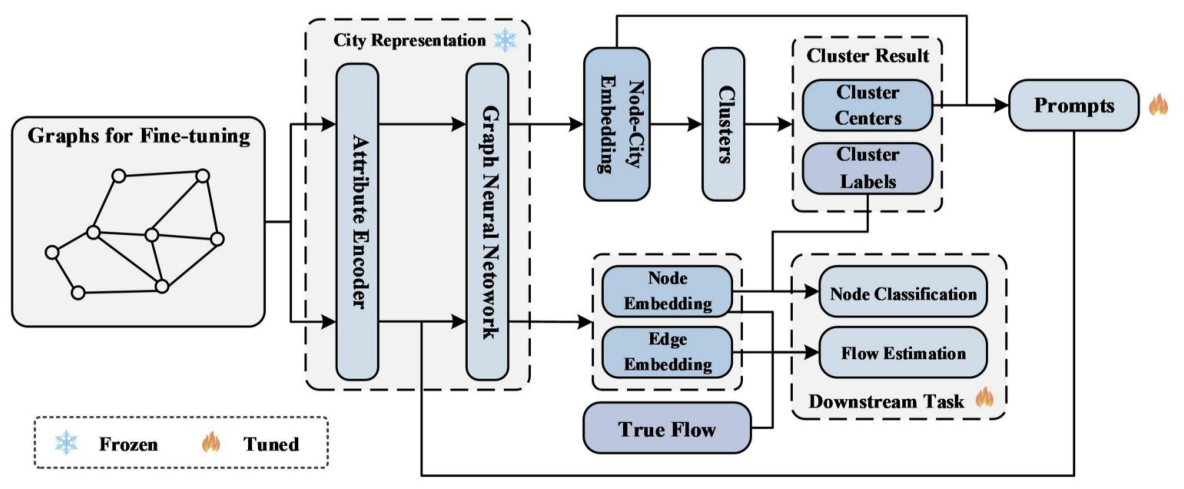 City Representation
Graphs for Fine-tuning
Attribute Encoder
Graph Neural Netowork
Node-City
Embedding
Clusters
Cluster Result
Cluster
Centers
Cluster
Labels
Prompts
Node
Embedding
Edge
Embedding
True Flow
Node Classification
Flow Estimation
Downstream Task
Frozen
Tuned